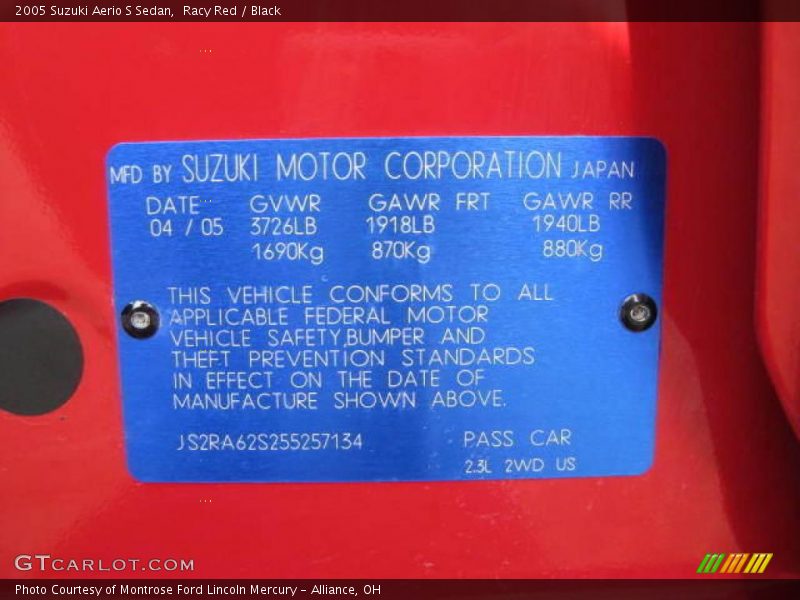 2005 Suzuki Aerio S Sedan, Racy Red / Black
MFD BY SUZUKI MOTOR CORPORATION JAPAN
DATE GVWR GAWR FRT GAWR RR
04 / 05 3726LB 1918LB 1940LB
1690Kg 870Kg 880Kg
THIS VEHICLE CONFORMS TO ALL
APPLICABLE FEDERAL MOTOR
VEHICLE SAFETY,BUMPER AND
THEFT PREVENTION STANDARDS
IN EFFECT ON THE DATE OF
MANUFACTURE SHOWN ABOVE.
JS2RA62S255257134 PASS CAR
2.3L 2WD US
GTCARLOT.COM
Photo Courtesy of Montrose Ford Lincoln Mercury - Alliance, OH